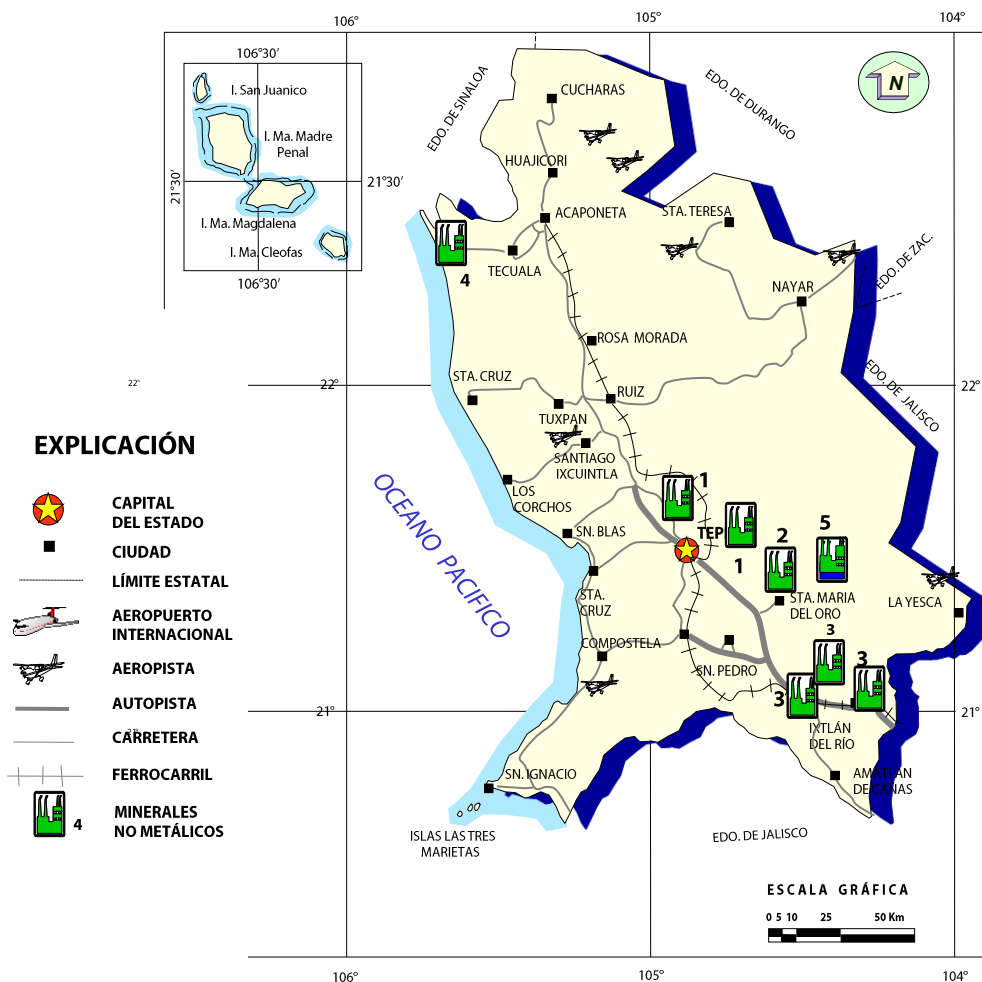 106°
105°
104°
106°30′
I. San Juanico
I. Ma. Madre
Penal
21°30′
21°30′
I. Ma. Magdalena
I. Ma. Cleofas
106°30′
EDO. DE SINALOA
EDO. DE DURANGO
N
CUCHARAS
HUAJICORI
ACAPONETA
STA. TERESA
TECUALA
4
NAYAR
EDO. DE ZAC.
ROSA MORADA
22°
22°
22°
STA. CRUZ
RUIZ
TUXPAN
EDO. DE JALISCO
SANTIAGO
IXCUINTLA
LOS
CORCHOS
1
SN. BLAS
TEP
1
2
5
OCEANO PACIFICO
STA.
CRUZ
STA. MARIA
DEL ORO
LA YESCA
COMPOSTELA
SN. PEDRO
3
3
3
21°
21°
IXTLÁN
DEL RÍO
SN. IGNACIO
AMATLAN
DE CAÑAS
ISLAS LAS TRES
MARIETAS
EDO. DE JALISCO
EXPLICACIÓN
CAPITAL
DEL ESTADO
CIUDAD
LÍMITE ESTATAL
AEROPUERTO
INTERNACIONAL
AEROPISTA
AUTOPISTA
21°
CARRETERA
FERROCARRIL
4
MINERALES
NO METÁLICOS
ESCALA GRÁFICA
0 5 10 25 50 Km
106°
105°
104°